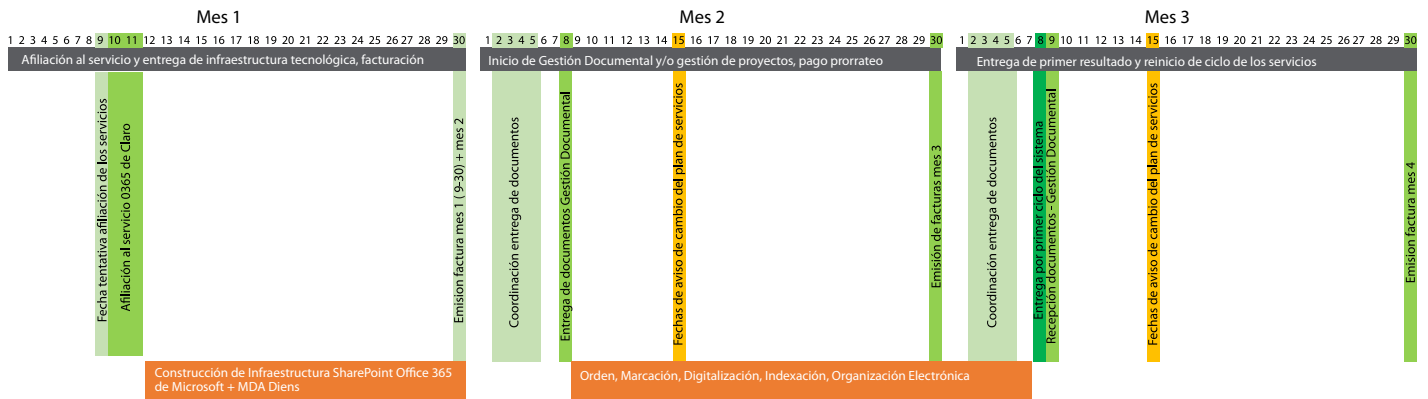 Mes 1
Mes 2
Mes 3
1 2 3 4 5 6 7 8 9 10 11 12 13 14 15 16 17 18 19 20 21 22 23 24 25 26 27 28 29 30
1 2 3 4 5 6 7 8 9 10 11 12 13 14 15 16 17 18 19 20 21 22 23 24 25 26 27 28 29 30
1 2 3 4 5 6 7 8 9 10 11 12 13 14 15 16 17 18 19 20 21 22 23 24 25 26 27 28 29 30
Afiliación al servicio y entrega de infraestructura tecnológica, facturación
Inicio de Gestión Documental y/o gestión de proyectos, pago prorrateo
Entrega de primer resultado y reinicio de ciclo de los servicios
Fecha tentativa afiliación de los servicios
Afiliación al servicio 0365 de Claro
Emision factura mes 1 ( 9-30) + mes 2
Coordinación entrega de documentos
Entrega de documentos Gestión Documental
Fechas de aviso de cambio del plan de servicios
Emisión de facturas mes 3
Coordinación entrega de documentos
Entrega por primer ciclo del sistema
Recepción documentos - Gestión Documental
Fechas de aviso de cambio del plan de servicios
Emision factura mes 4
Construcción de Infraestructura SharePoint Office 365
de Microsoft + MDA Diens
Orden, Marcación, Digitalización, Indexación, Organización Electrónica